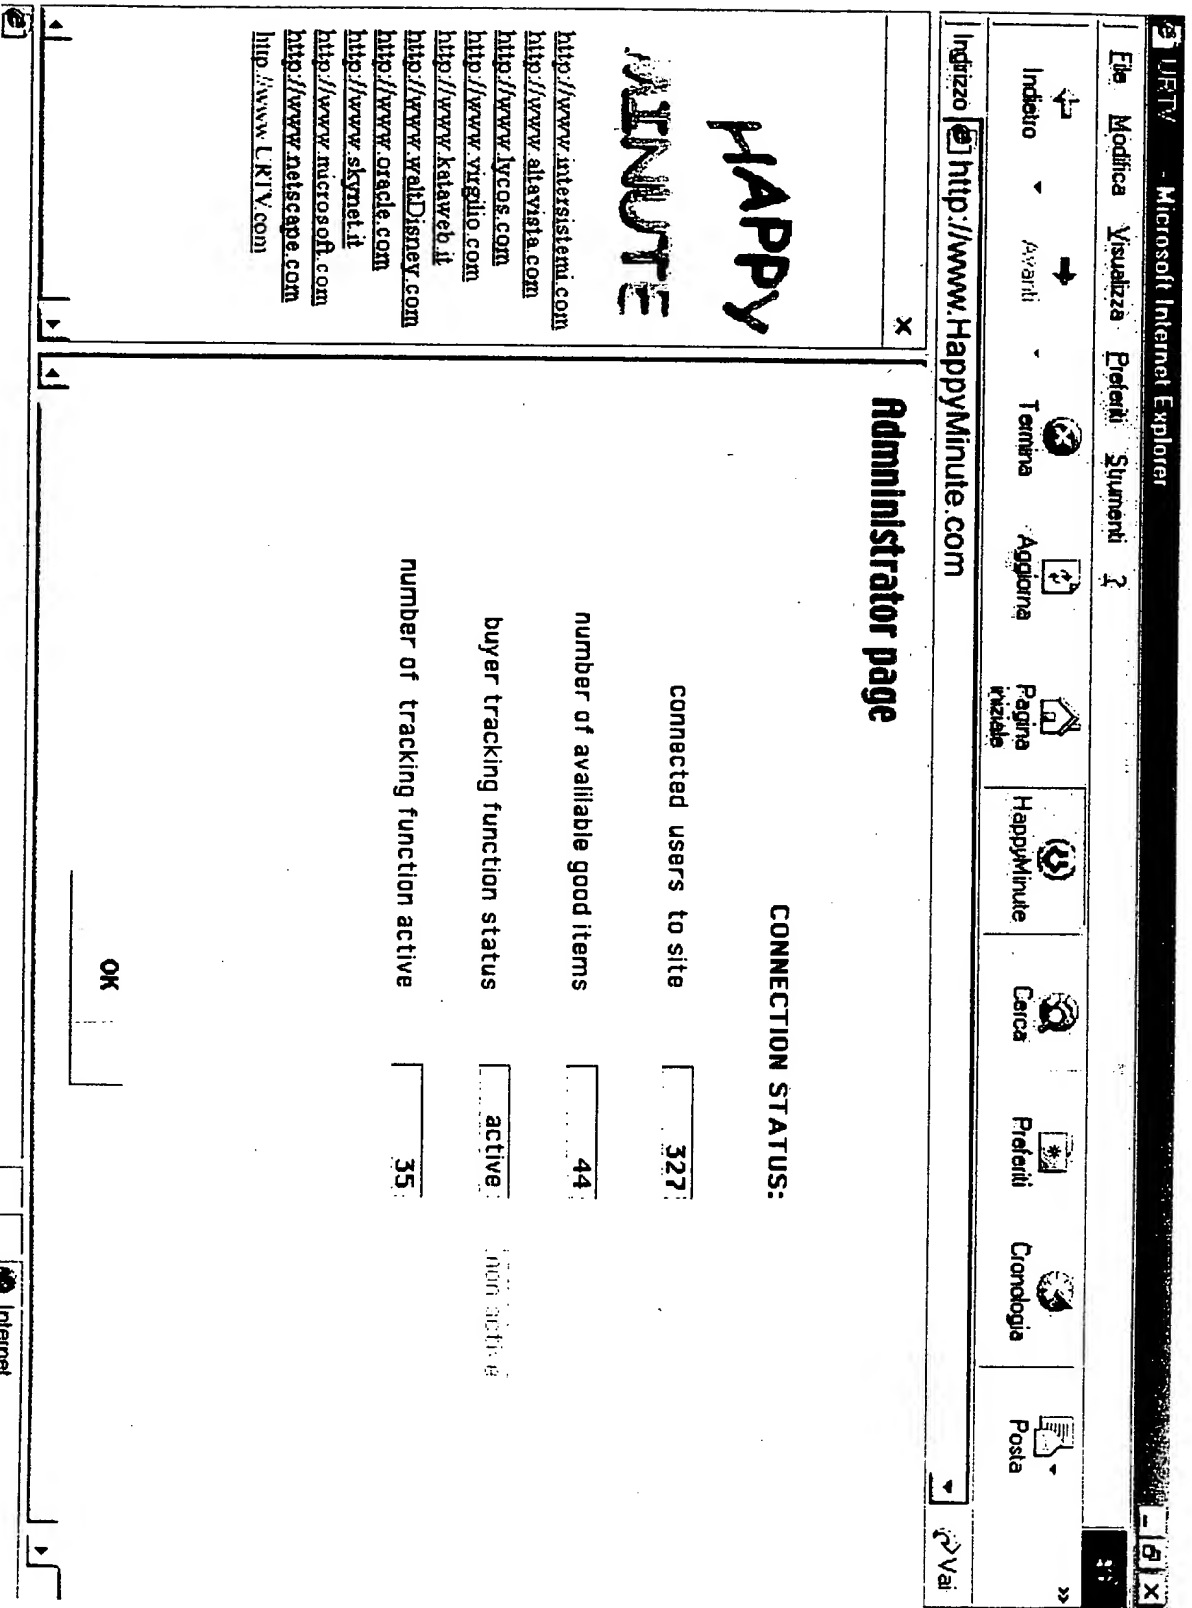 URTV - Microsoft Internet Explorer
File Modifica Visualizza Preferiti Strumenti ?
Indietro Avanti Termina Aggiorna Pagina iniziale HappyMinute Cerca Preferiti Cronologia Posta »
Indirizzo http://www.HappyMinute.com Vai
HAPPY
MINUTE
http://www.intersistemi.com
http://www.altavista.com
http://www.lycos.com
http://www.virgilio.com
http://www.kataweb.it
http://www.waltDisney.com
http://www.oracle.com
http://www.skynet.it
http://www.microsoft.com
http://www.netscape.com
http://www.URTV.com
Admninistrator page
CONNECTION STATUS:
connected users to site 327
number of avalilable good items 44
buyer tracking function status active non active
number of tracking function active 35
OK
Internet